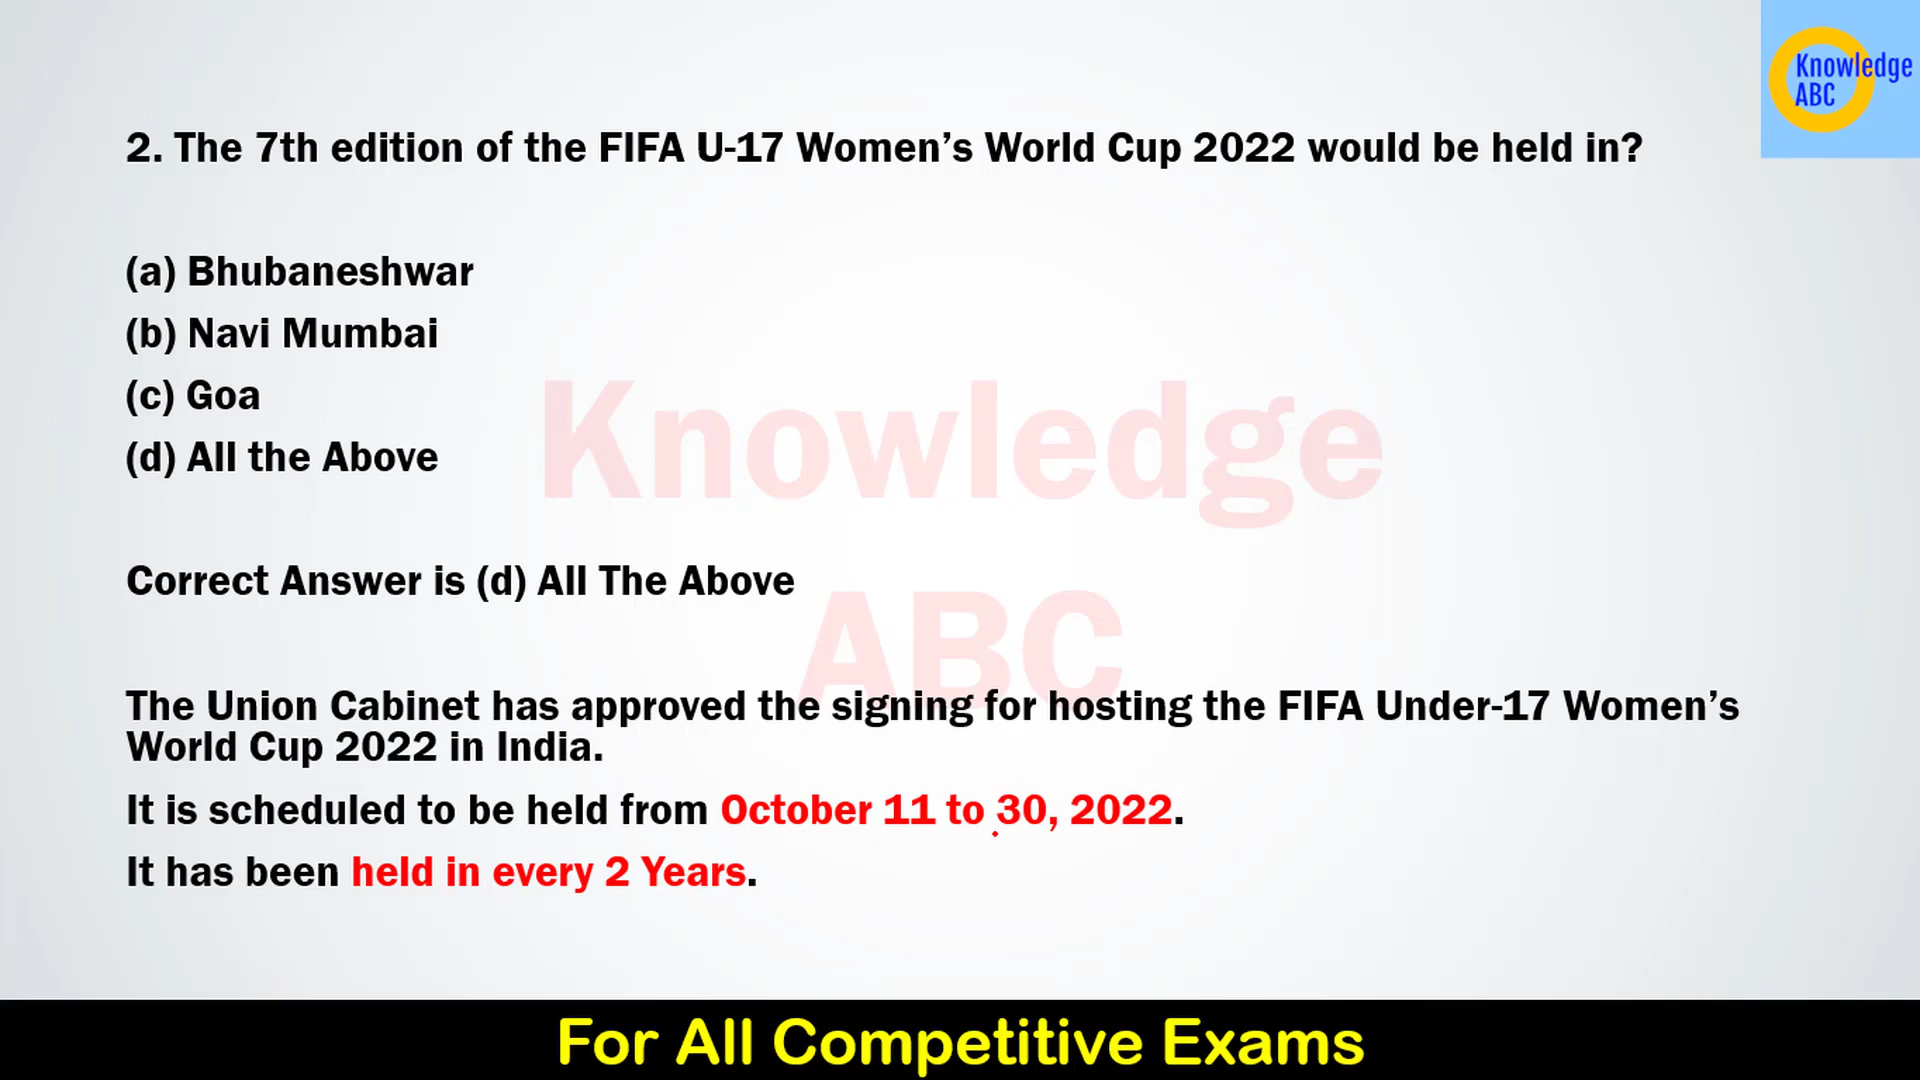 Knowledge
ABC
2. The 7th edition of the FIFA U-17 Women’s World Cup 2022 would be held in?
(a) Bhubaneshwar
(b) Navi Mumbai
(c) Goa
(d) All the Above
Knowledge
ABC
Correct Answer is (d) All The Above
The Union Cabinet has approved the signing for hosting the FIFA Under-17 Women’s
World Cup 2022 in India.
It is scheduled to be held from October 11 to 30, 2022.
It has been held in every 2 Years.
For All Competitive Exams